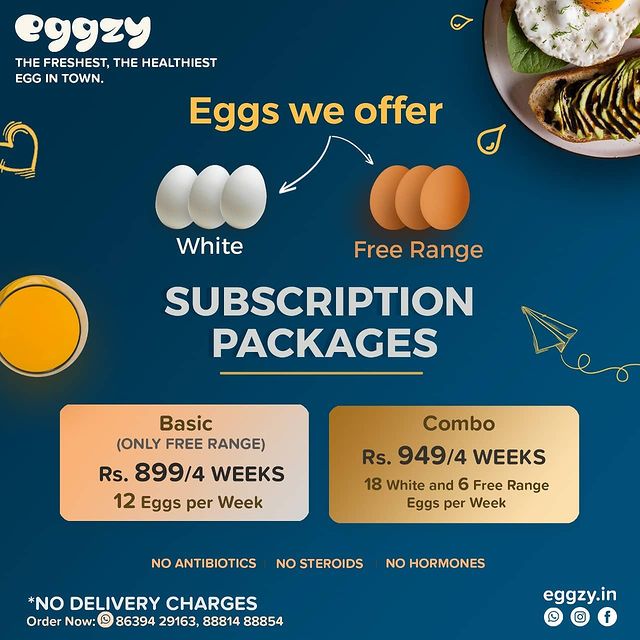 eggzy
THE FRESHEST, THE HEALTHIEST
EGG IN TOWN.
Eggs we offer
White
Free Range
SUBSCRIPTION
PACKAGES
Basic
(ONLY FREE RANGE)
Rs. 899/4 WEEKS
12 Eggs per Week
Combo
Rs. 949/4 WEEKS
18 White and 6 Free Range
Eggs per Week
NO ANTIBIOTICS NO STEROIDS NO HORMONES
*NO DELIVERY CHARGES
Order Now: 86394 29163, 88814 88854
eggzy.in